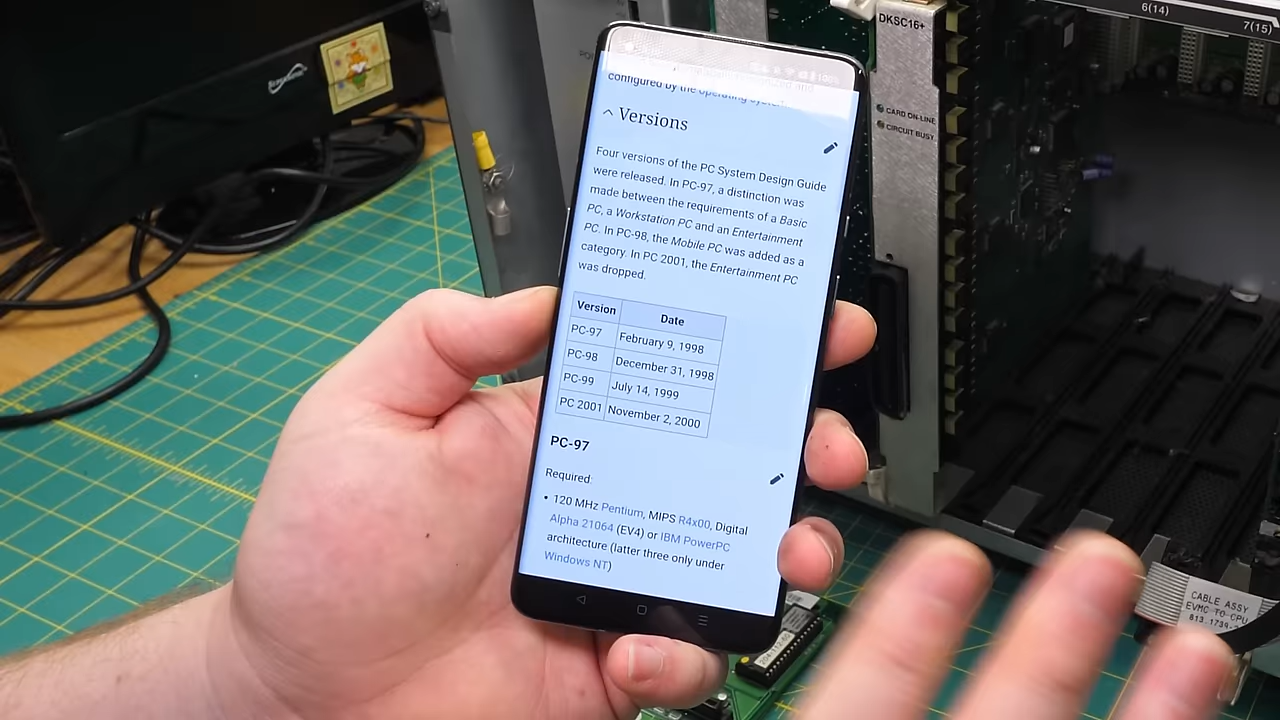 configured by the operating system.
Versions
Four versions of the PC System Design Guide
were released. In PC-97, a distinction was
made between the requirements of a Basic
PC, a Workstation PC and an Entertainment
PC. In PC-98, the Mobile PC was added as a
category. In PC 2001, the Entertainment PC
was dropped.
Version Date
PC-97 February 9, 1998
PC-98 December 31, 1998
PC-99 July 14, 1999
PC 2001 November 2, 2000
PC-97
Required:
• 120 MHz Pentium, MIPS R4x00, Digital
Alpha 21064 (EV4) or IBM PowerPC
architecture (latter three only under
Windows NT)
DKSC16+
CARD ON-LINE
CIRCUIT BUSY
6(14)
7(15)
CABLE ASSY
EVMC TO CPU
813.1739-